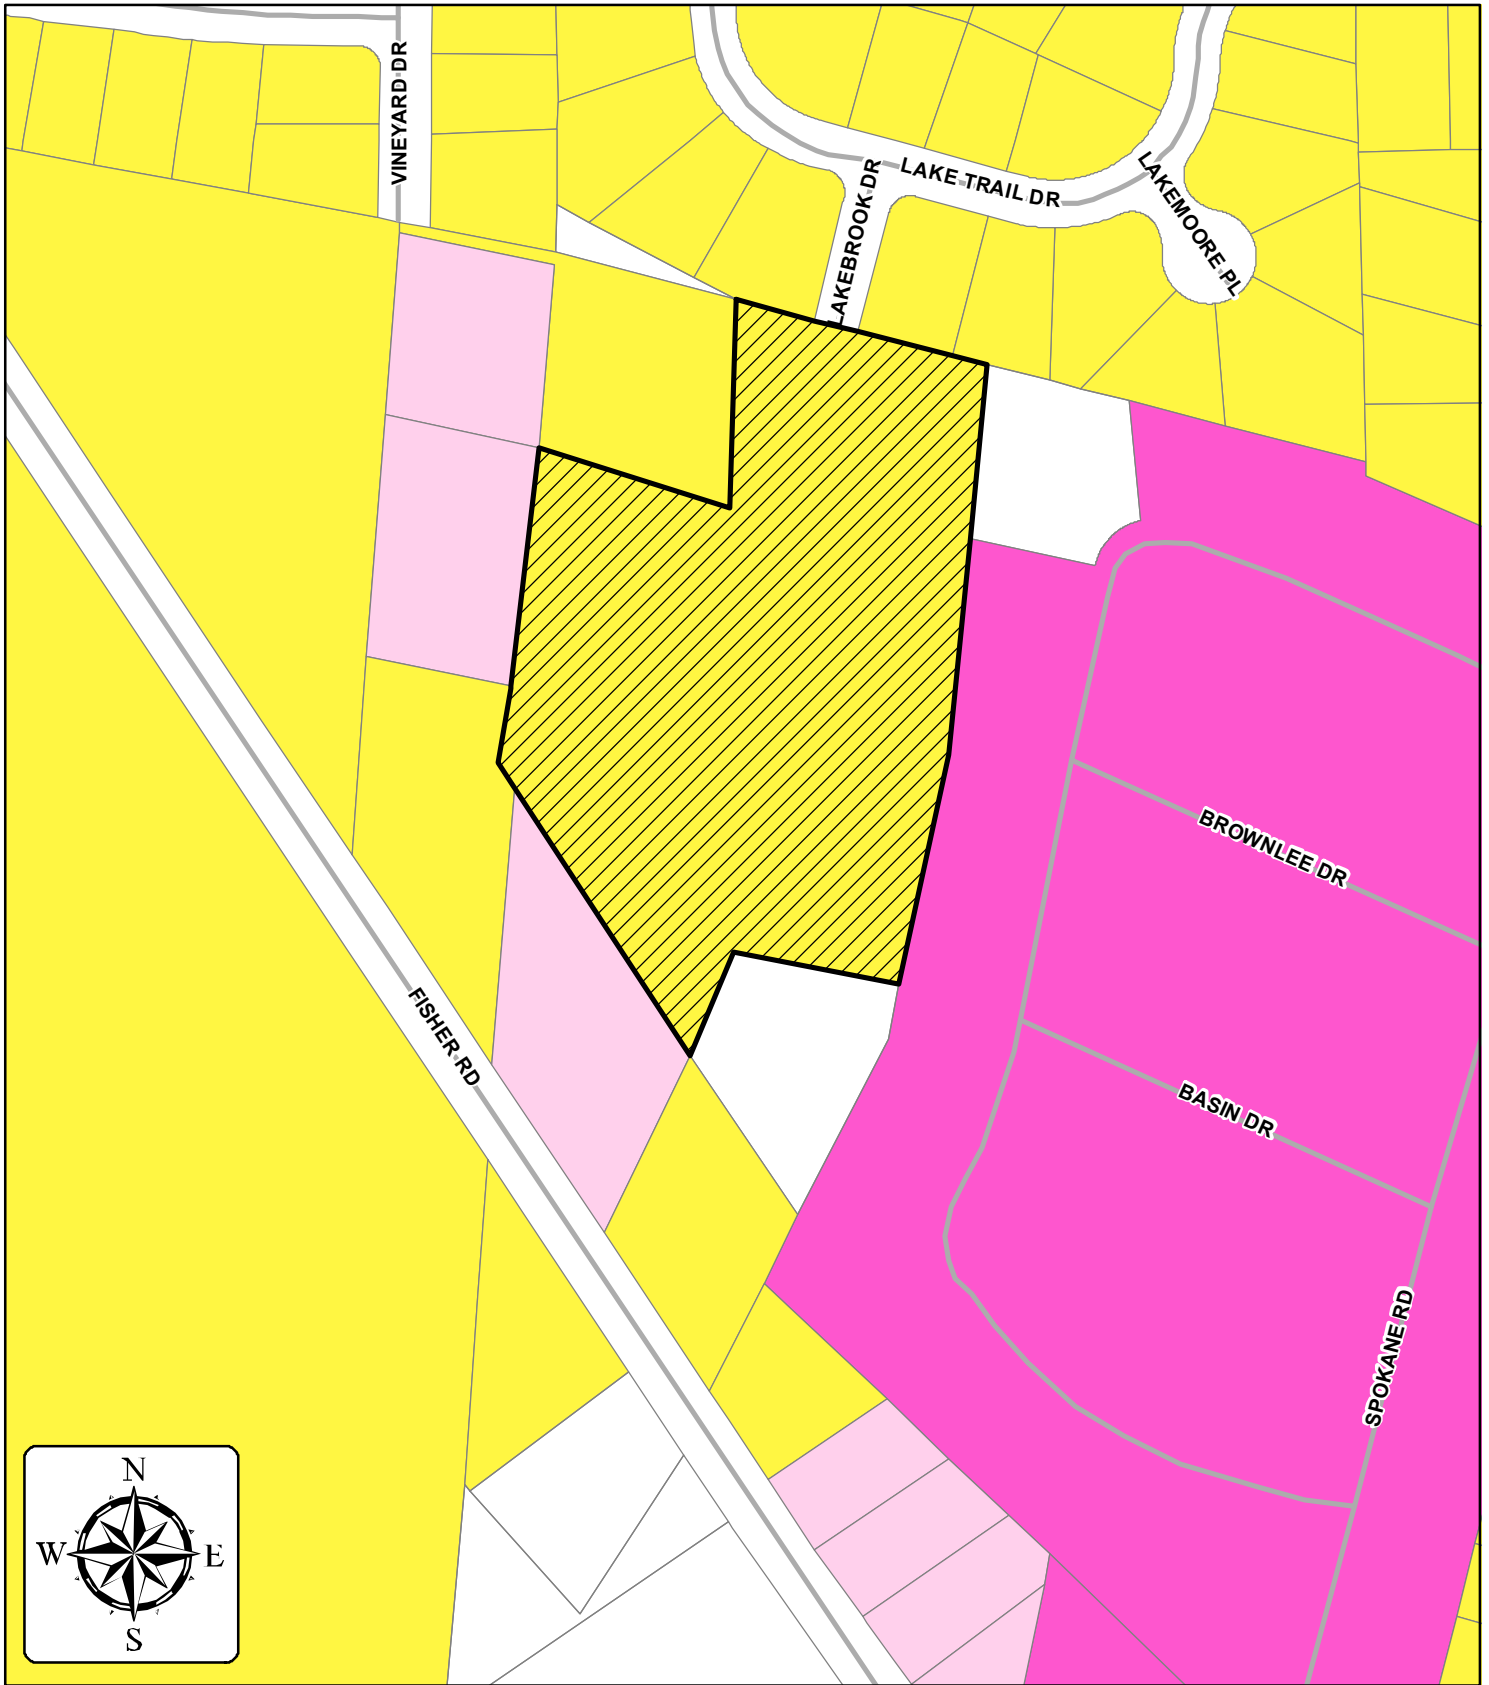 VINEYARD DR
LAKE TRAIL DR
LAKEBROOK DR
LAKEMOORE PL
BROWNLEE DR
FISHER RD
BASIN DR
SPOKANE RD
N
W
E
S